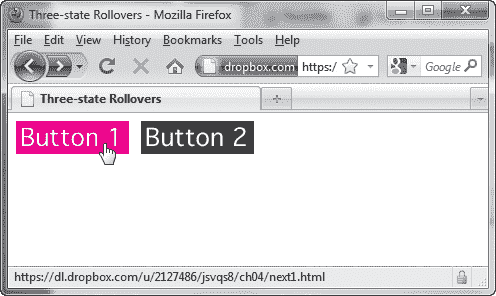 Three-state Rollovers - Mozilla Firefox
File Edit View History Bookmarks Tools Help
dropbox.com https:/ Google
Three-state Rollovers
Button 1 Button 2
https://dl.dropbox.com/u/2127486/jsvqs8/ch04/next1.html